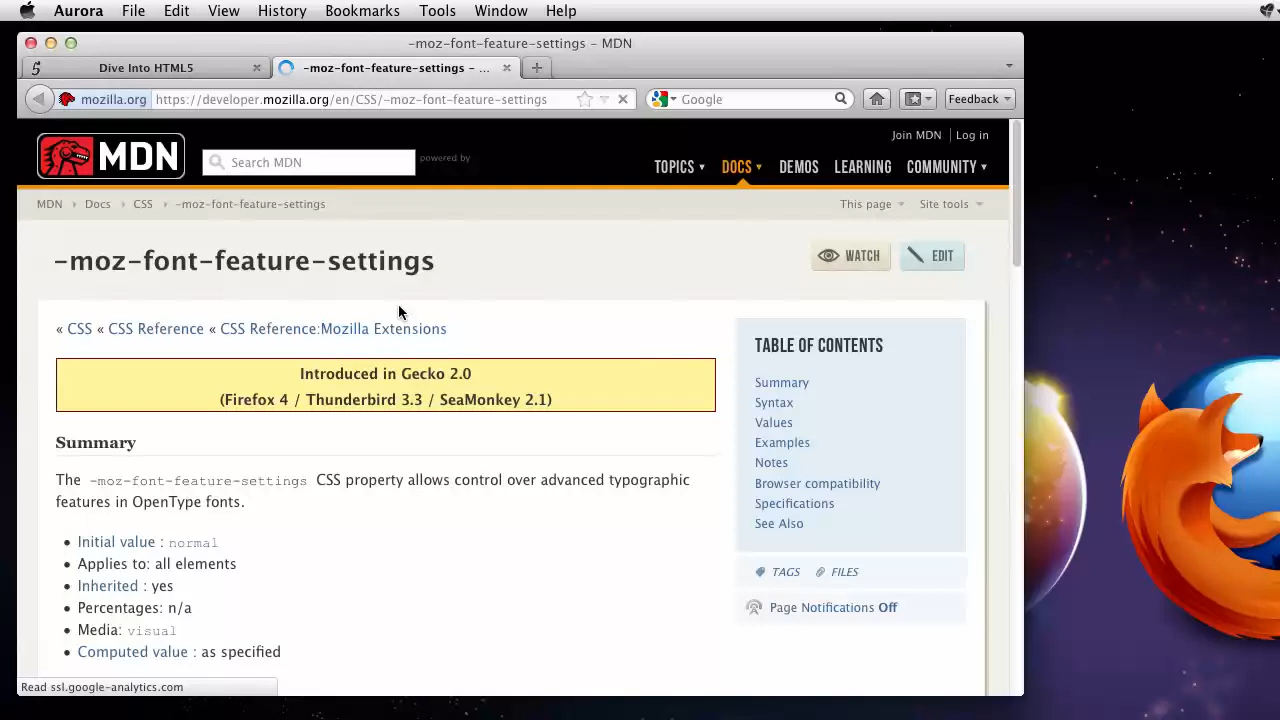 Aurora File Edit View History Bookmarks Tools Window Help
-moz-font-feature-settings – MDN
Dive Into HTML5
-moz-font-feature-settings – ...
mozilla.org https://developer.mozilla.org/en/CSS/-moz-font-feature-settings
Google
Feedback
Join MDN Log in
MDN
Search MDN
powered by
TOPICS DOCS DEMOS LEARNING COMMUNITY
MDN Docs CSS -moz-font-feature-settings
This page Site tools
-moz-font-feature-settings
WATCH EDIT
« CSS « CSS Reference « CSS Reference:Mozilla Extensions
Introduced in Gecko 2.0
(Firefox 4 / Thunderbird 3.3 / SeaMonkey 2.1)
Summary
The -moz-font-feature-settings CSS property allows control over advanced typographic
features in OpenType fonts.
Initial value : normal
Applies to: all elements
Inherited : yes
Percentages: n/a
Media: visual
Computed value : as specified
TABLE OF CONTENTS
Summary
Syntax
Values
Examples
Notes
Browser compatibility
Specifications
See Also
TAGS FILES
Page Notifications Off
Read ssl.google-analytics.com